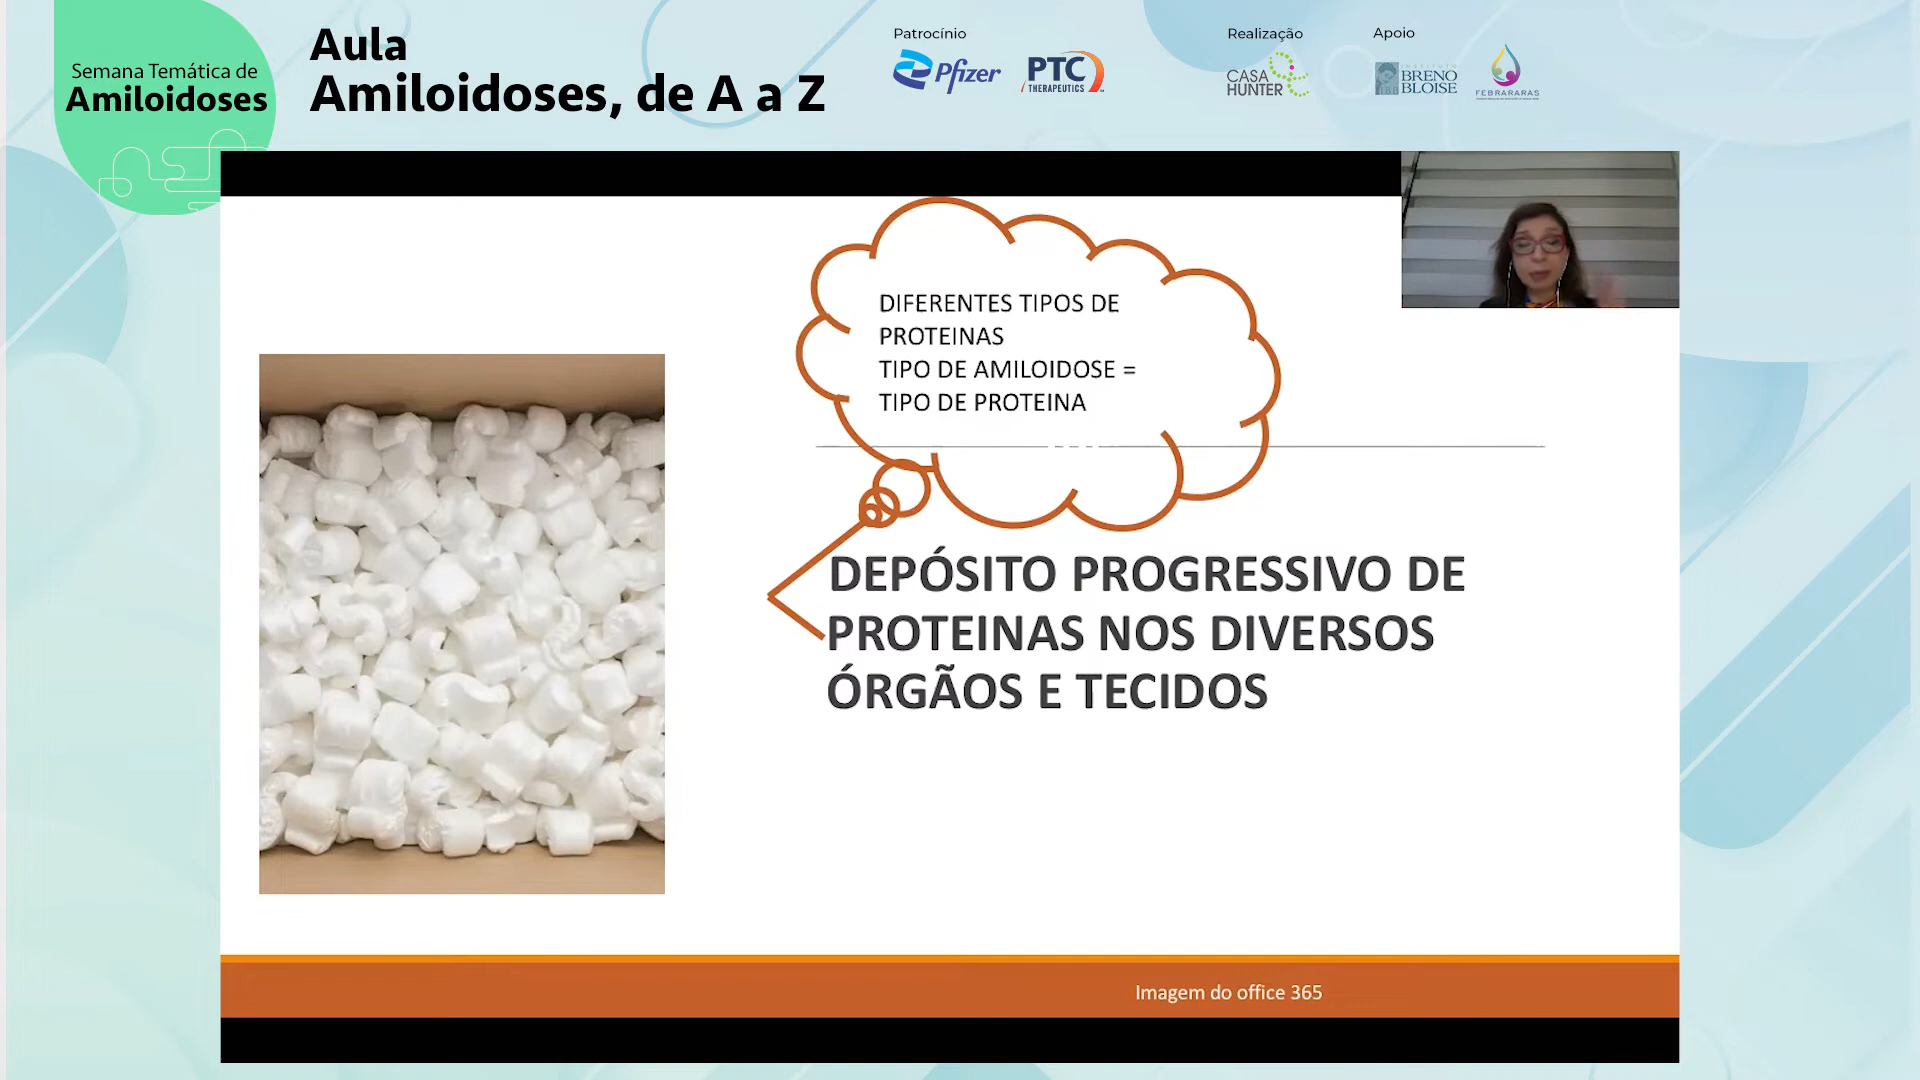 Semana Temática de
Amiloidoses
Aula
Amiloidoses, de A a Z
Patrocínio
Pfizer
PTC
THERAPEUTICS
Realização
CASA
HUNTER
Apoio
INSTITUTO
BRENO
BLOISE
FEBRARARAS
DIFERENTES TIPOS DE
PROTEINAS
TIPO DE AMILOIDOSE =
TIPO DE PROTEINA
DEPÓSITO PROGRESSIVO DE
PROTEINAS NOS DIVERSOS
ÓRGÃOS E TECIDOS
Imagem do office 365